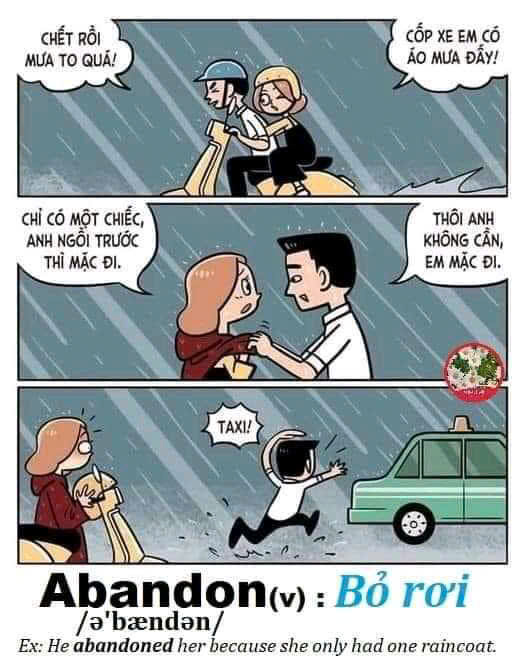 CHẾT RỒI
MƯA TO QUÁ!
CỐP XE EM CÓ
ÁO MƯA ĐẤY!
CHỈ CÓ MỘT CHIẾC,
ANH NGỒI TRƯỚC
THÌ MẶC ĐI.
THÔI ANH
KHÔNG CẦN,
EM MẶC ĐI.
TAXI!
Abandon(v) : Bỏ rơi
/ə'bændən/
Ex: He abandoned her because she only had one raincoat.